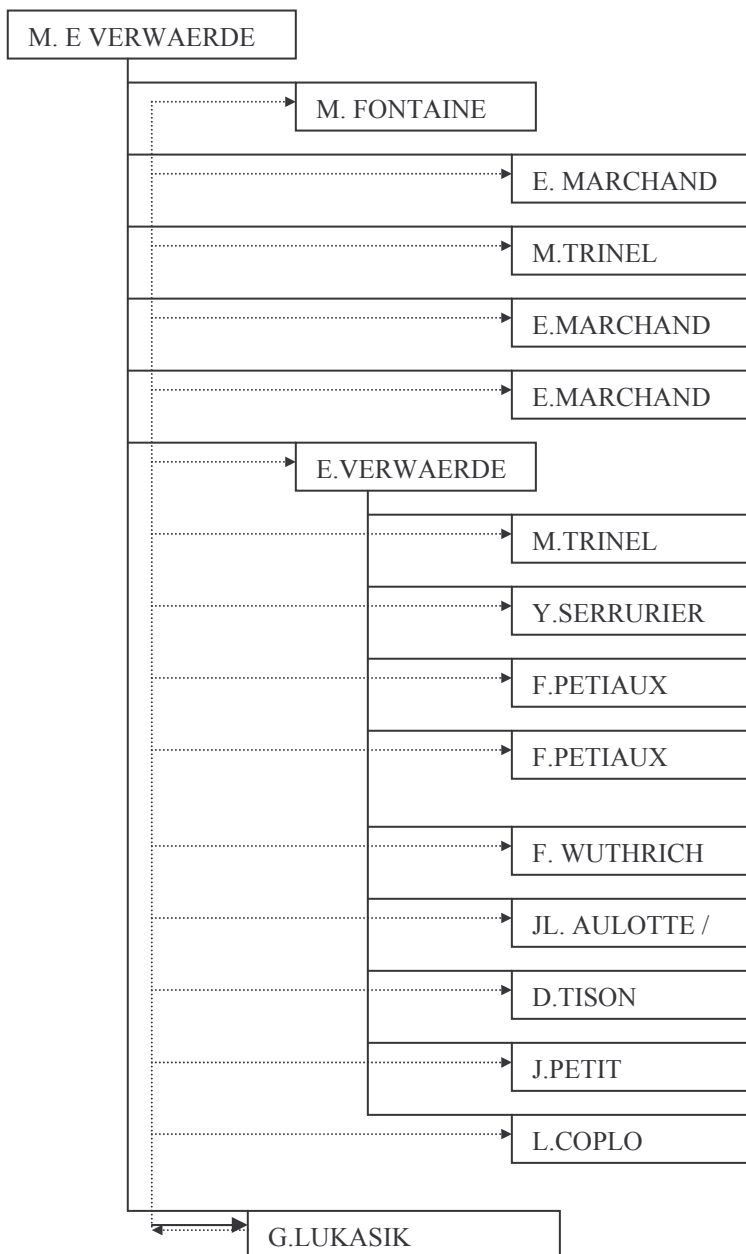 M. E VERWAERDE
M. FONTAINE
E. MARCHAND
M.TRINEL
E.MARCHAND
E.MARCHAND
E.VERWAERDE
M.TRINEL
Y.SERRURIER
F.PETIAUX
F.PETIAUX
F. WUTHRICH
JL. AULOTTE /
D.TISON
J.PETIT
L.COPLO
G.LUKASIK